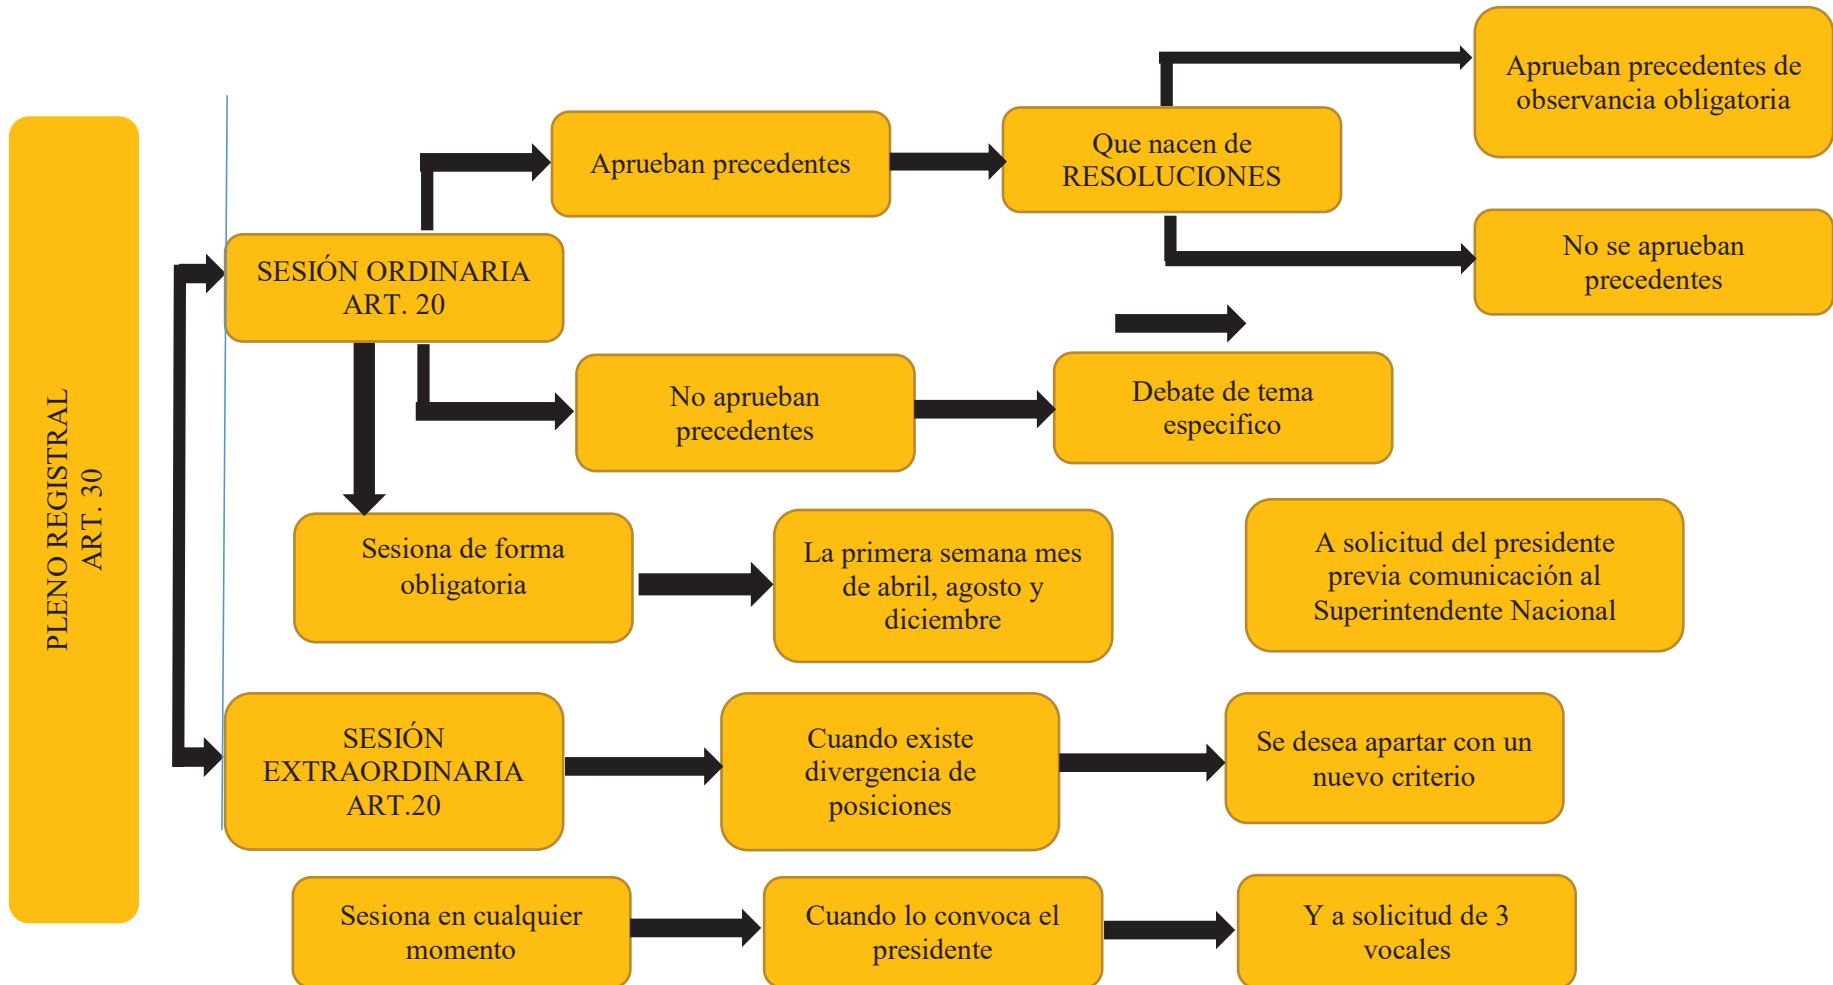 PLENO REGISTRAL
ART. 30
SESIÓN ORDINARIA
ART. 20
Aprueban precedentes
Que nacen de
RESOLUCIONES
Aprueban precedentes de
observancia obligatoria
No se aprueban
precedentes
No aprueban
precedentes
Debate de tema
especifico
Sesiona de forma
obligatoria
La primera semana mes
de abril, agosto y
diciembre
A solicitud del presidente
previa comunicación al
Superintendente Nacional
SESIÓN
EXTRAORDINARIA
ART.20
Cuando existe
divergencia de
posiciones
Se desea apartar con un
nuevo criterio
Sesiona en cualquier
momento
Cuando lo convoca el
presidente
Y a solicitud de 3
vocales